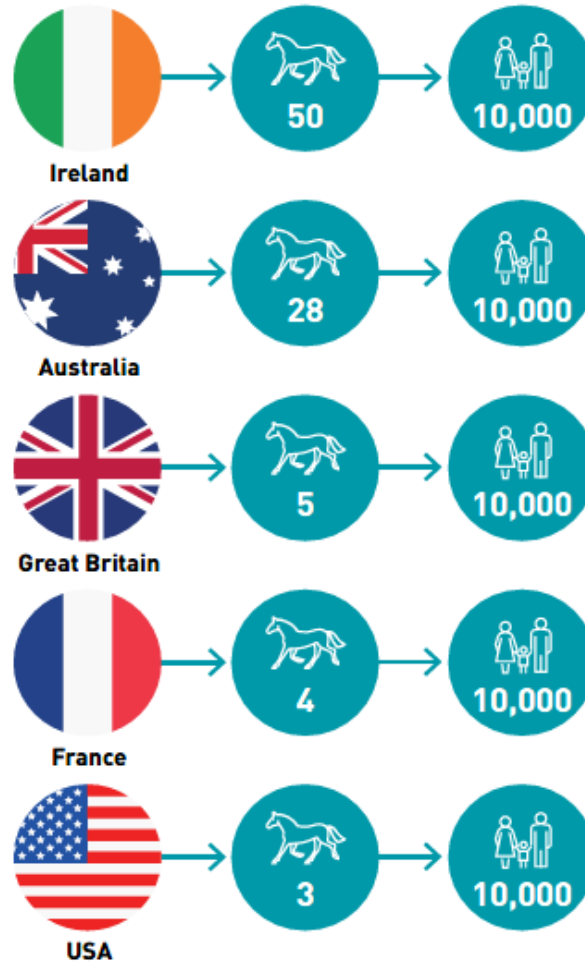 50 10,000
Ireland
28 10,000
Australia
5 10,000
Great Britain
4 10,000
France
3 10,000
USA